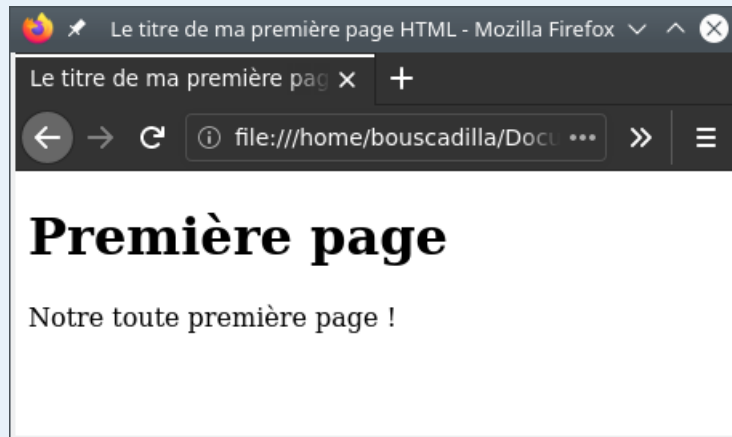 Le titre de ma première page HTML - Mozilla Firefox
Le titre de ma première pag
file:///home/bouscadilla/Docu
Première page
Notre toute première page !